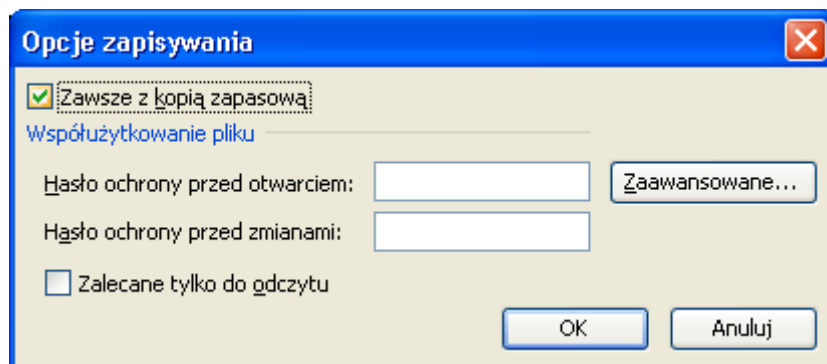 Opcje zapisywania
Zawsze z kopią zapasową
Współużytkowanie pliku
Hasło ochrony przed otwarciem:
Zaawansowane...
Hasło ochrony przed zmianami:
Zalecane tylko do odczytu
OK
Anuluj